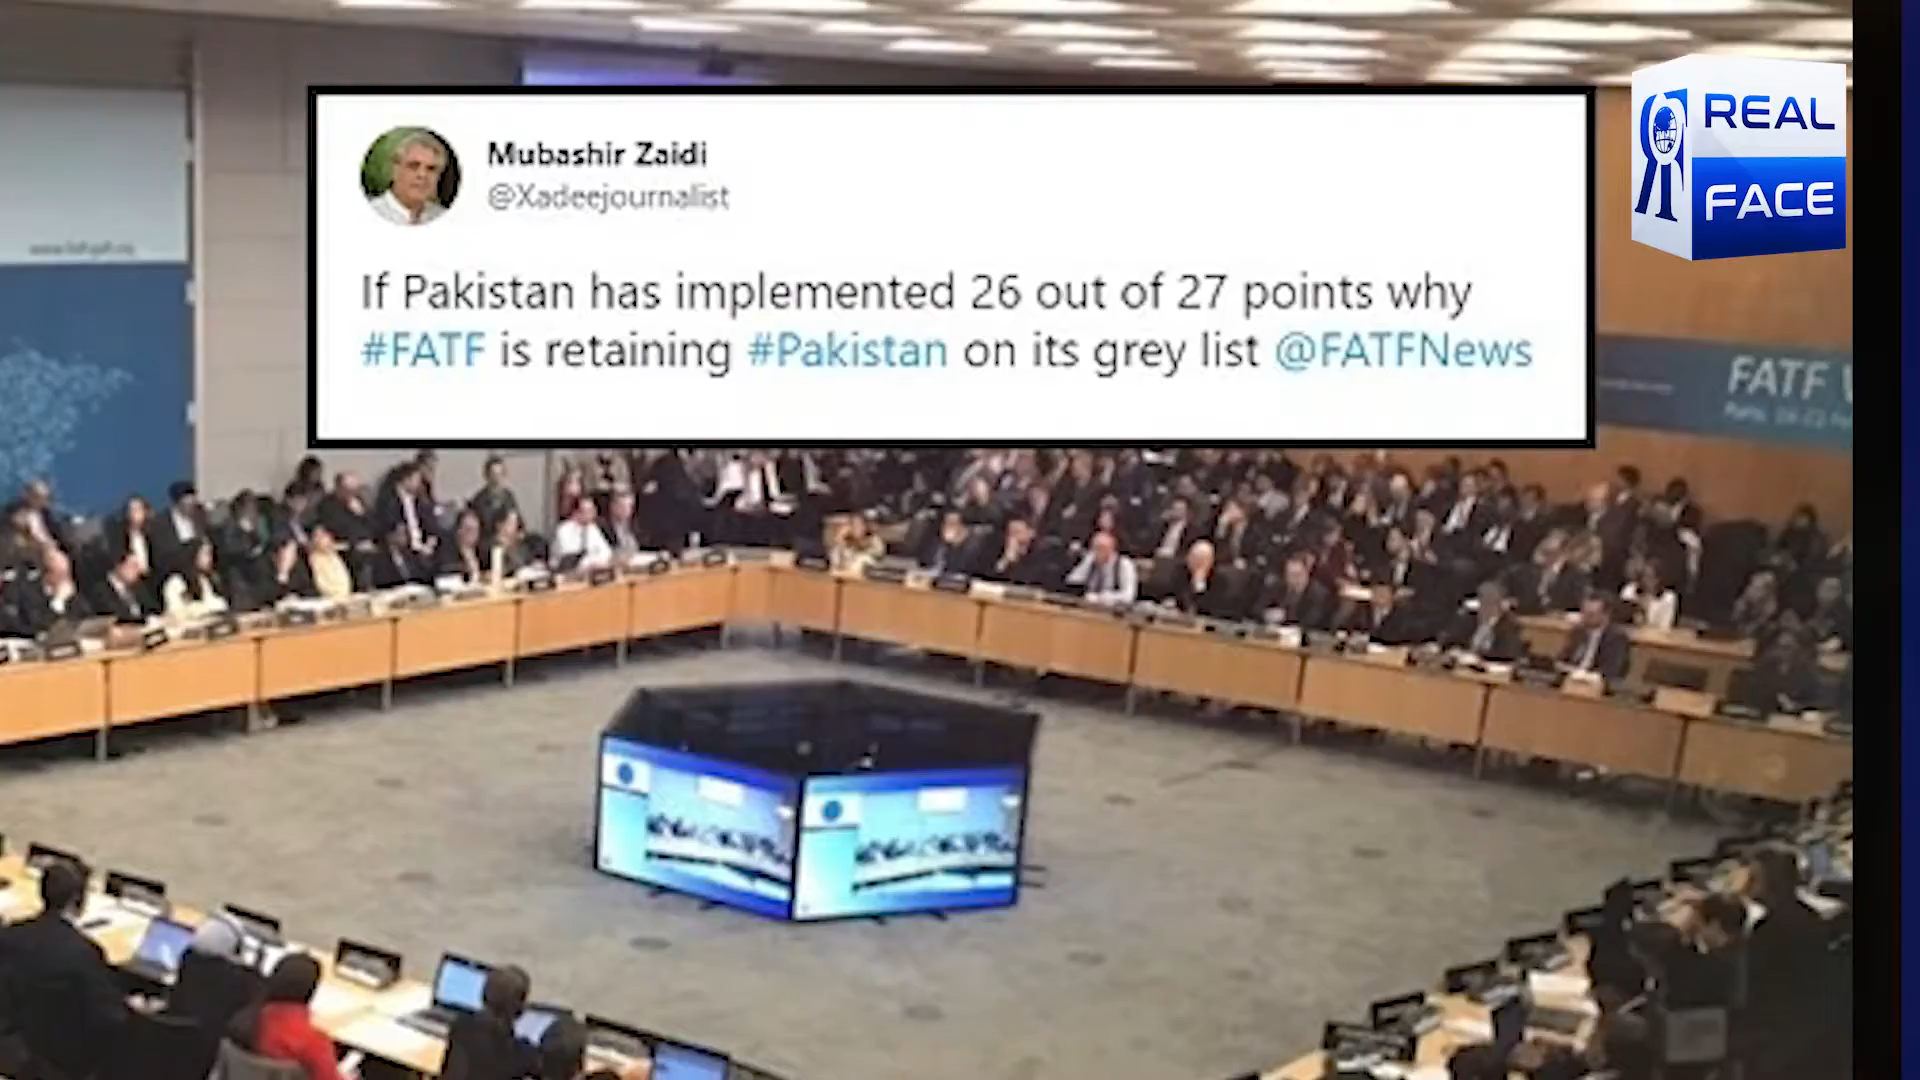 Mubashir Zaidi
@Xadeejournalist
If Pakistan has implemented 26 out of 27 points why
#FATF is retaining #Pakistan on its grey list @FATFNews
REAL
FACE
FATF